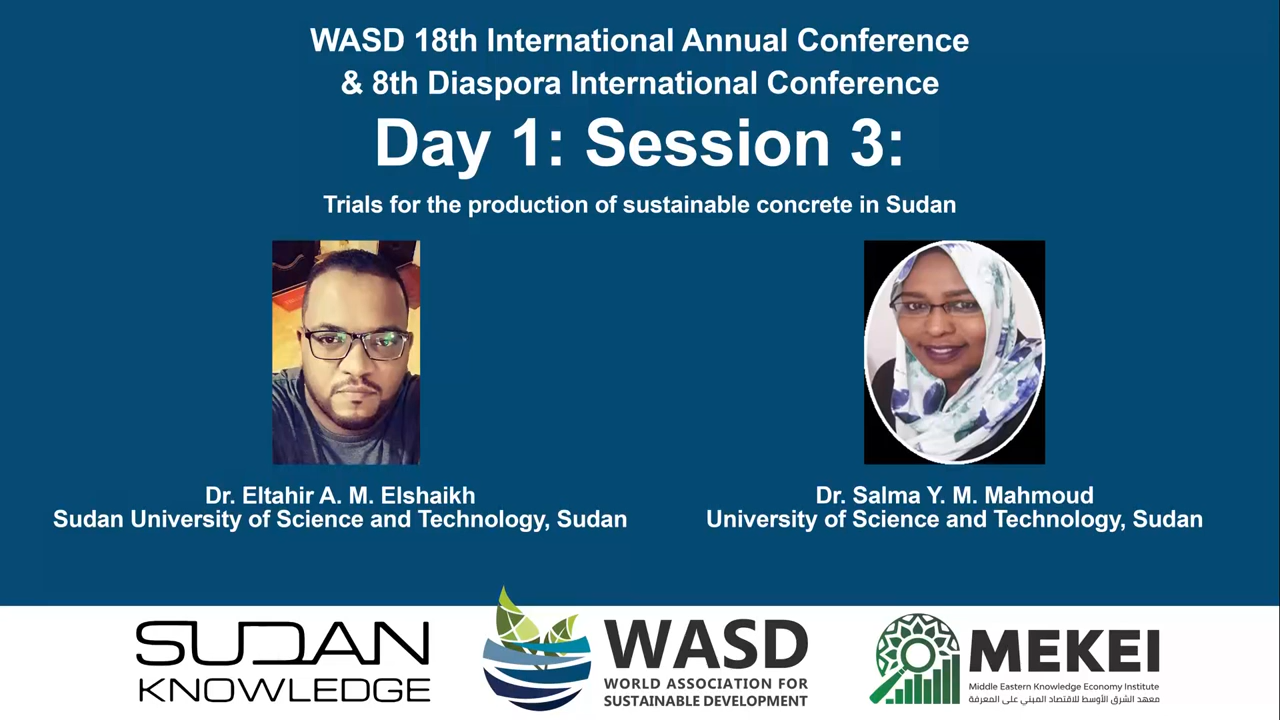 WASD 18th International Annual Conference
& 8th Diaspora International Conference
Day 1: Session 3:
Trials for the production of sustainable concrete in Sudan
Dr. Eltahir A. M. Elshaikh
Sudan University of Science and Technology, Sudan
Dr. Salma Y. M. Mahmoud
University of Science and Technology, Sudan
SUDAN
KNOWLEDGE
WASD
WORLD ASSOCIATION FOR
SUSTAINABLE DEVELOPMENT
MEKEI
Middle Eastern Knowledge Economy Institute
معهد الشرق الأوسط للاقتصاد المبني على المعرفة